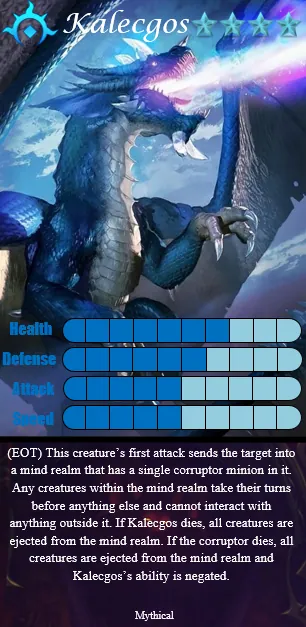 Kalecgos
Health
Defense
Attack
Speed
(EOT) This creature's first attack sends the target into
a mind realm that has a single corruptor minion in it.
Any creatures within the mind realm take their turns
before anything else and cannot interact with
anything outside it. If Kalecgos dies, all creatures are
ejected from the mind realm. If the corruptor dies, all
creatures are ejected from the mind realm and
Kalecgos's ability is negated.
Mythical